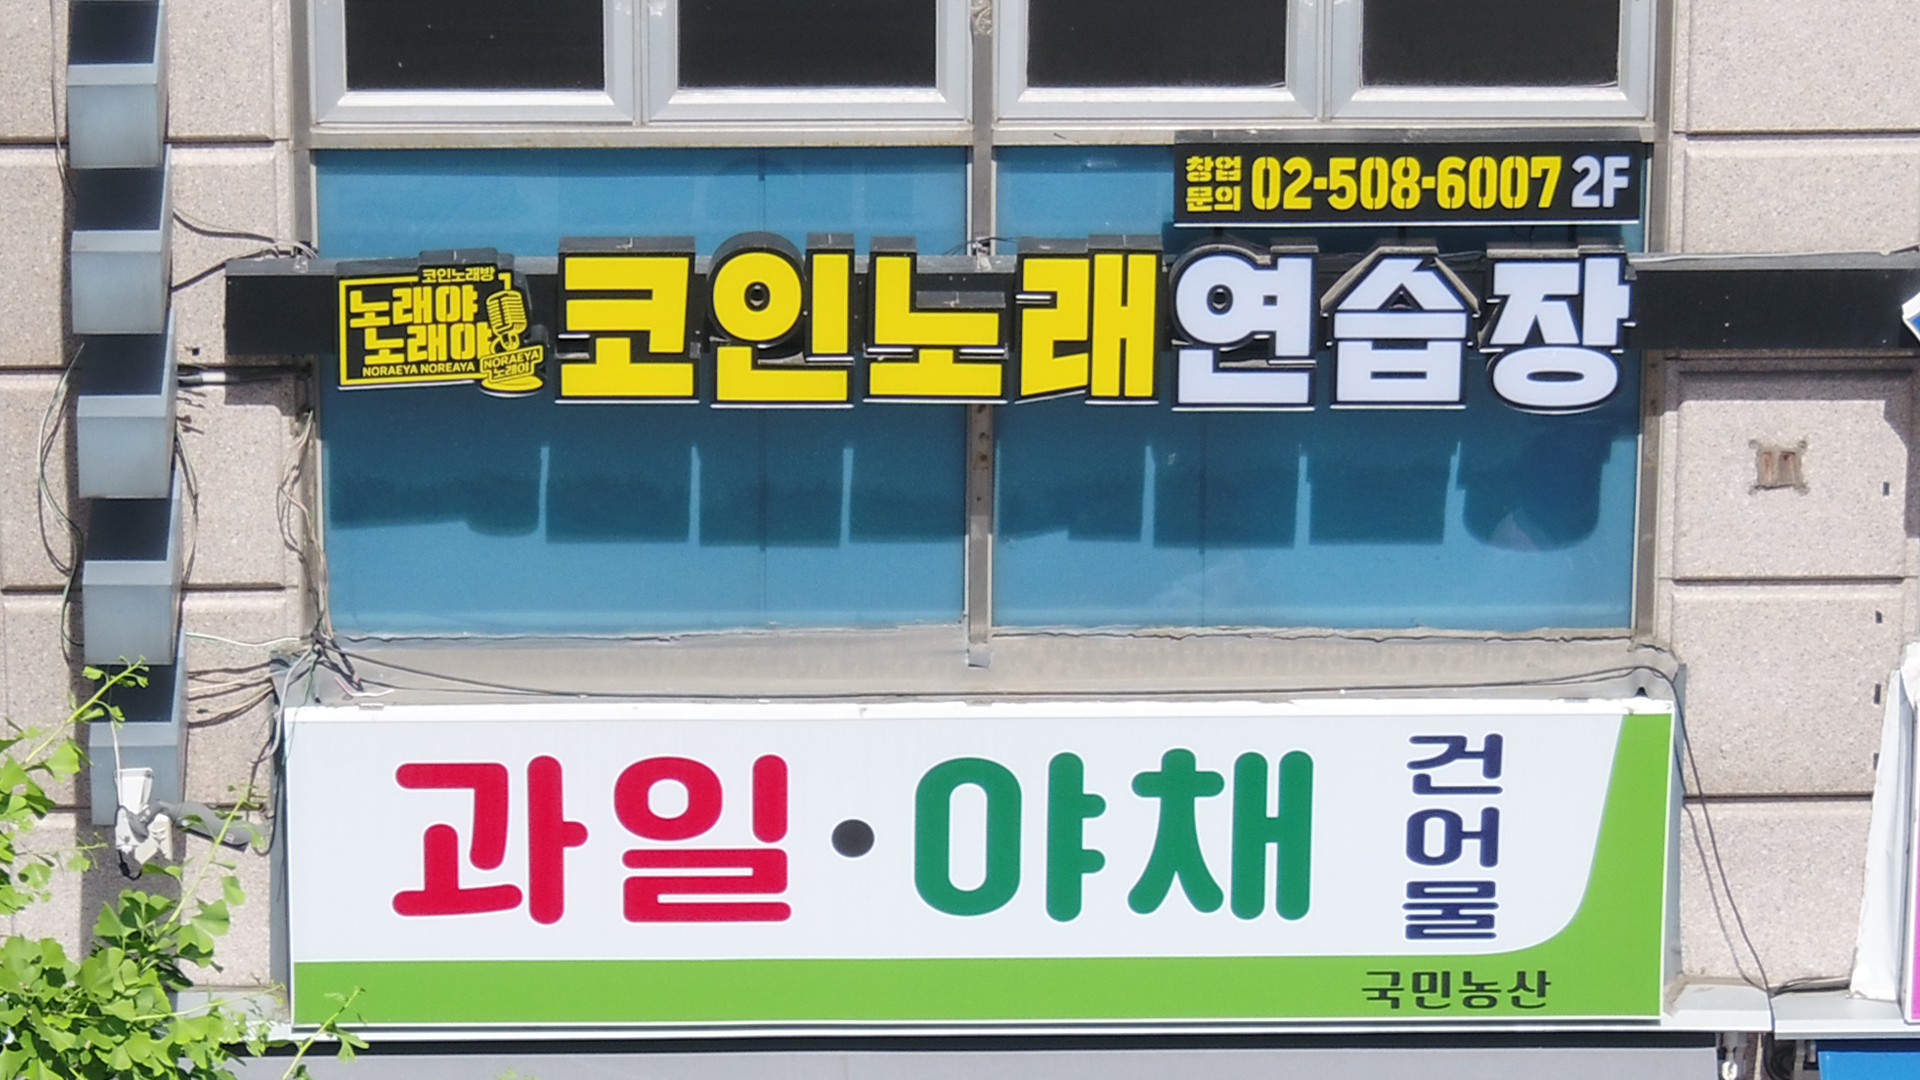 창업
문의 02-508-6007 2F
코인노래방
노래야
노래야
NORAEYA NOREAYA
NORAEYA
노래야
코인노래연습장
과일·야채
건어물
국민농산